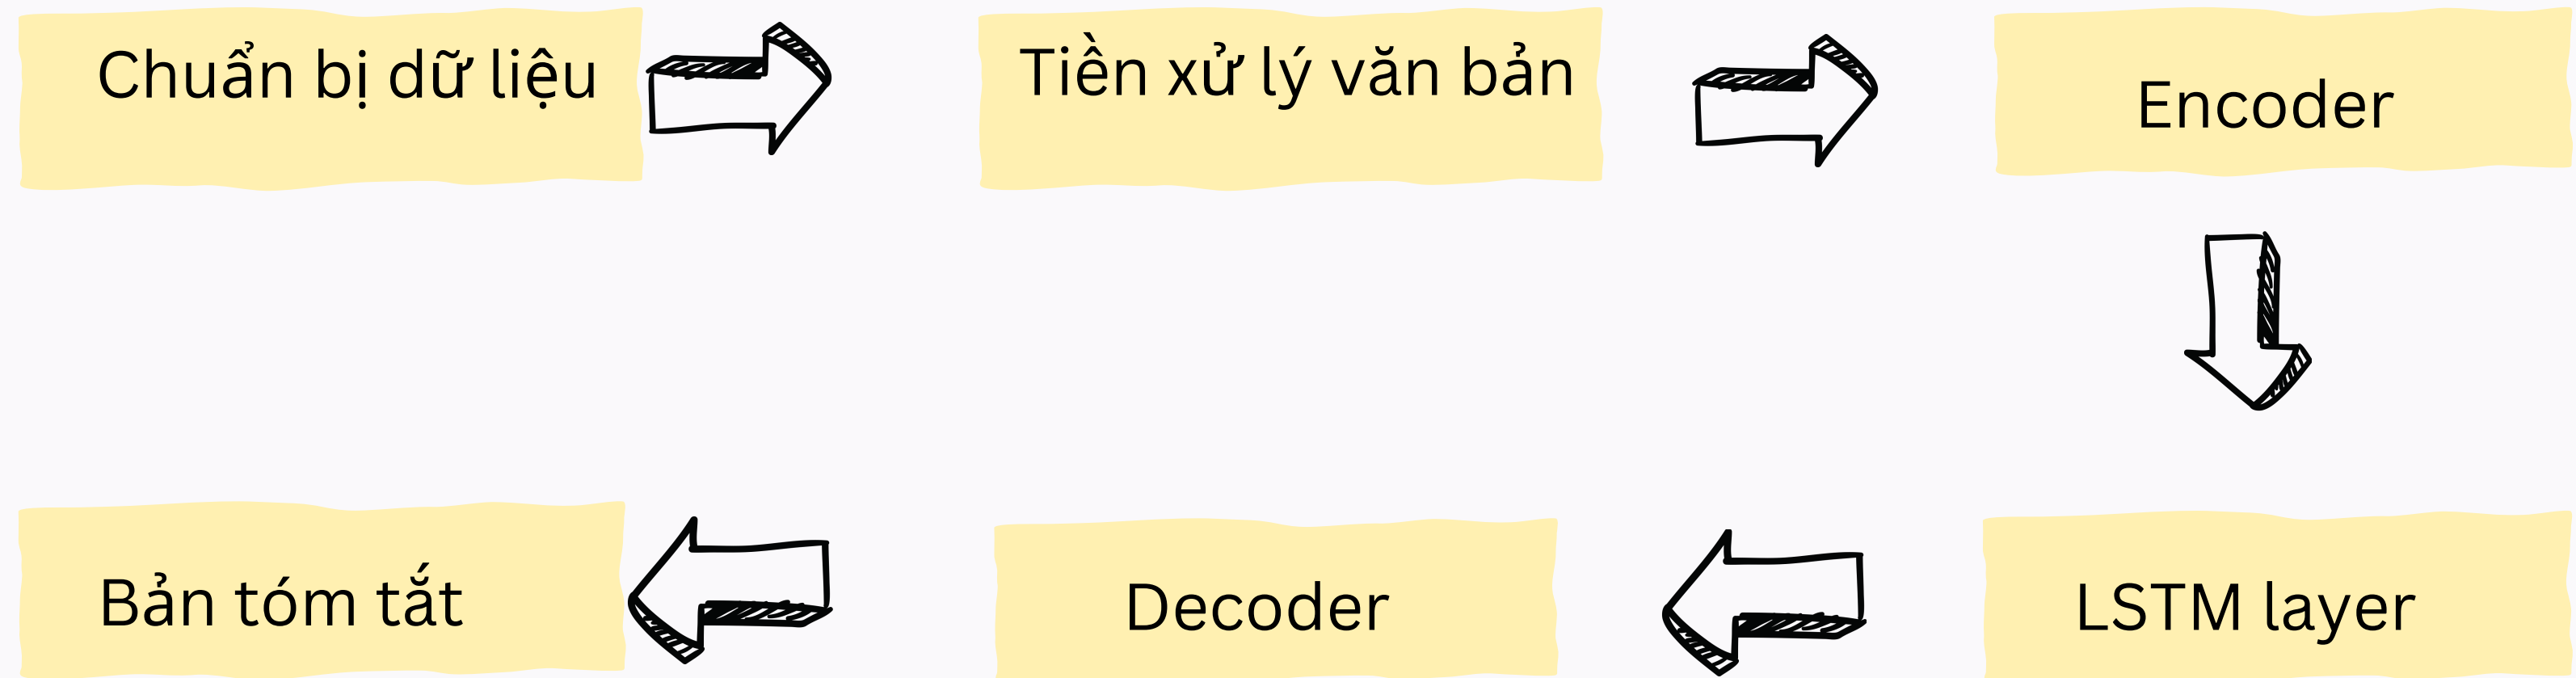 Chuẩn bị dữ liệu
Tiền xử lý văn bản
Encoder
LSTM layer
Decoder
Bản tóm tắt